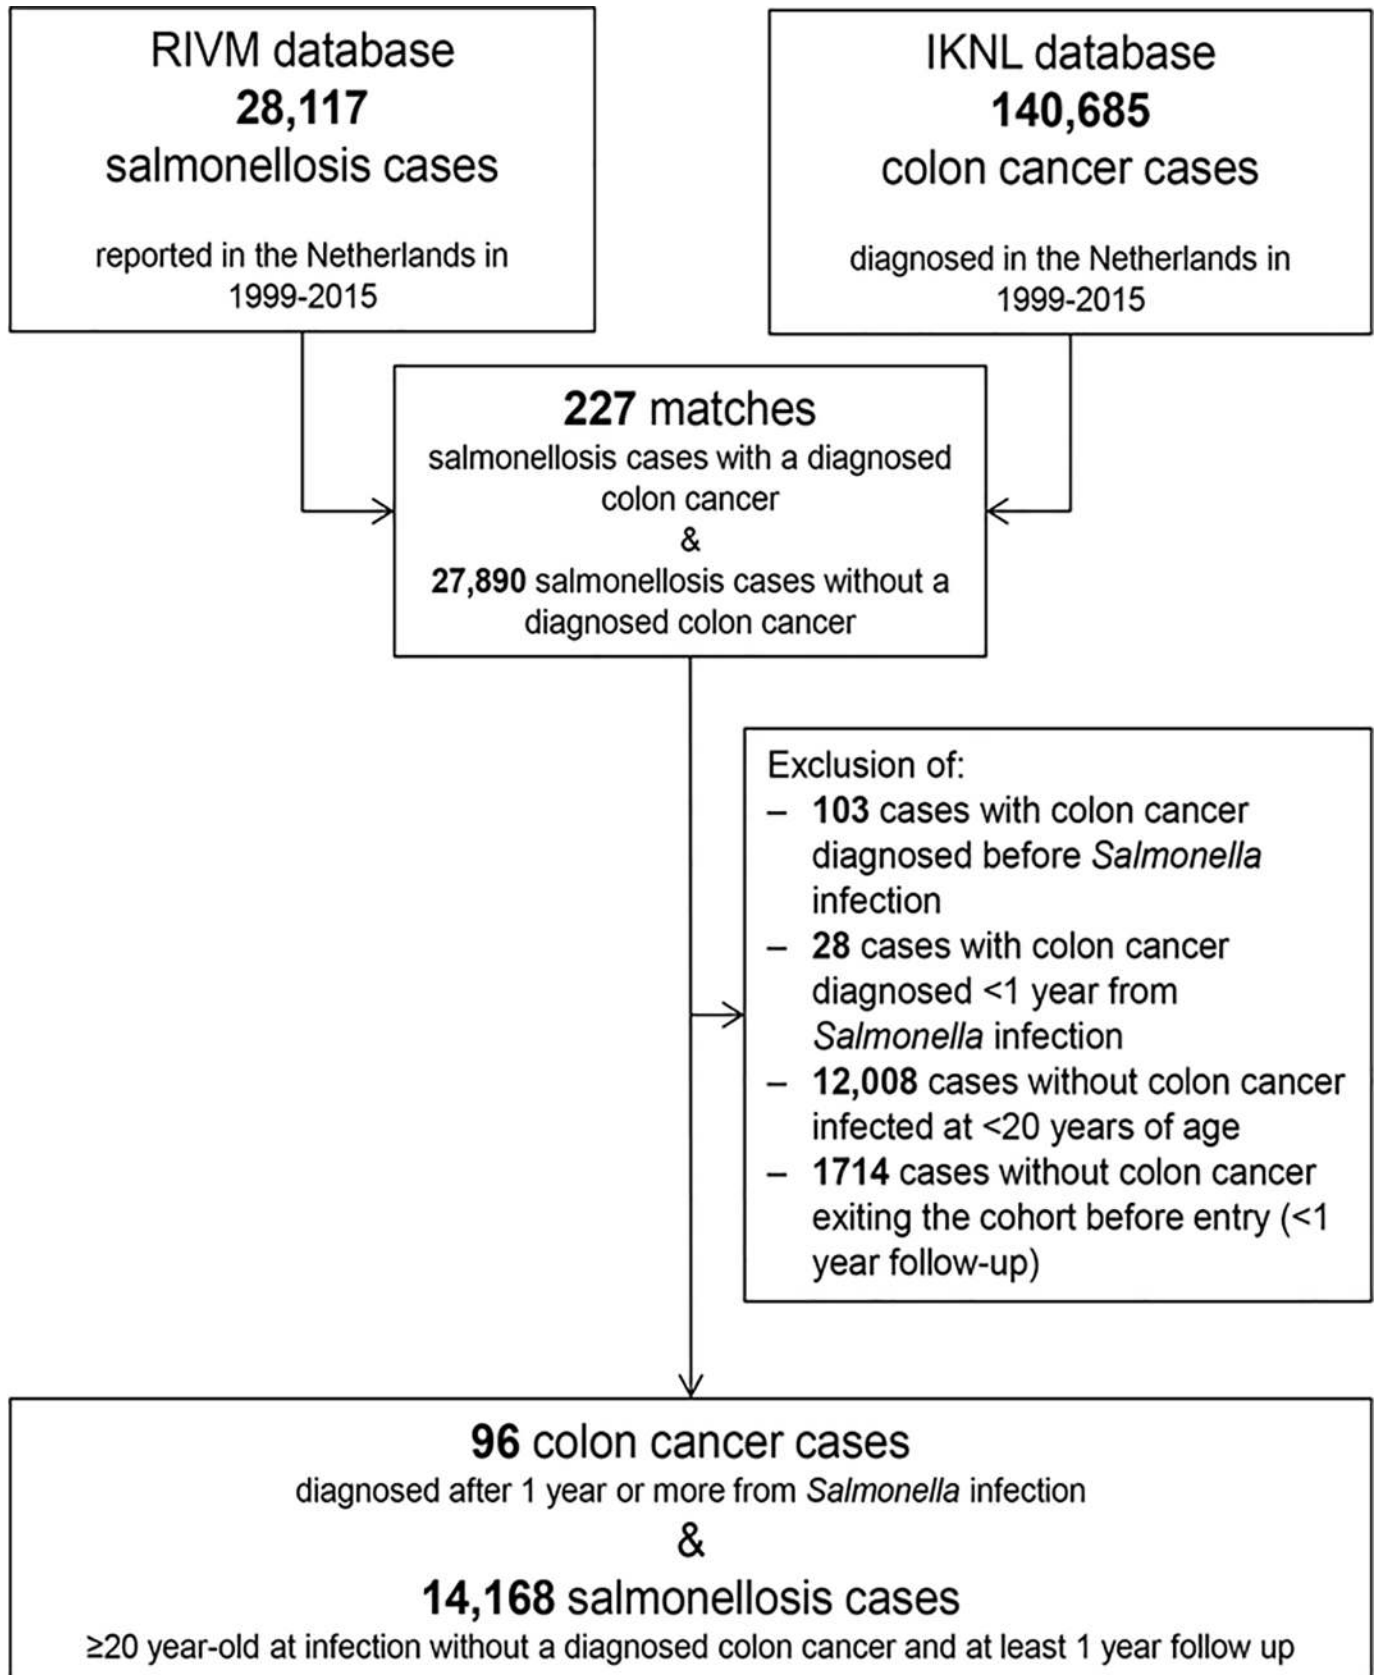 RIVM database
28,117
salmonellosis cases
reported in the Netherlands in
1999-2015
IKNL database
140,685
colon cancer cases
diagnosed in the Netherlands in
1999-2015
227 matches
salmonellosis cases with a diagnosed
colon cancer
&
27,890 salmonellosis cases without a
diagnosed colon cancer
Exclusion of:
– 103 cases with colon cancer
diagnosed before Salmonella
infection
– 28 cases with colon cancer
diagnosed <1 year from
Salmonella infection
– 12,008 cases without colon cancer
infected at <20 years of age
– 1714 cases without colon cancer
exiting the cohort before entry (<1
year follow-up)
96 colon cancer cases
diagnosed after 1 year or more from Salmonella infection
&
14,168 salmonellosis cases
≥20 year-old at infection without a diagnosed colon cancer and at least 1 year follow up